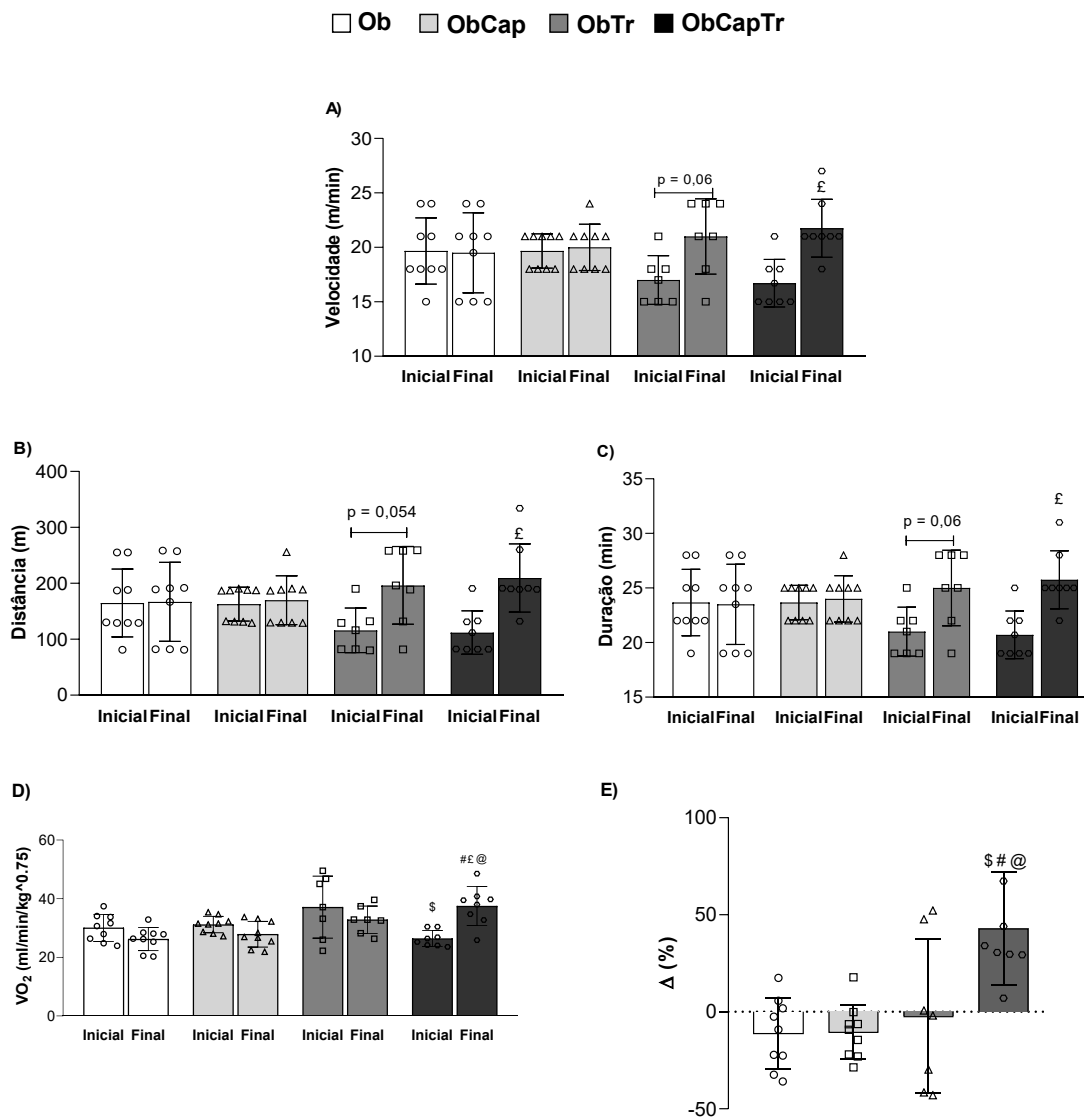 Ob ObCap ObTr ObCapTr
A)
Velocidade (m/min)
30
25
20
15
10
p = 0,06
£
Inicial Final Inicial Final Inicial Final Inicial Final
B)
Distância (m)
400
300
200
100
0
p = 0,054
£
Inicial Final Inicial Final Inicial Final Inicial Final
C)
Duração (min)
35
30
25
20
15
p = 0,06
£
Inicial Final Inicial Final Inicial Final Inicial Final
D)
VO2 (ml/min/kg^0.75)
60
40
20
0
$
#£@
Inicial Final Inicial Final Inicial Final Inicial Final
E)
Δ (%)
100
50
0
-50
$ # @